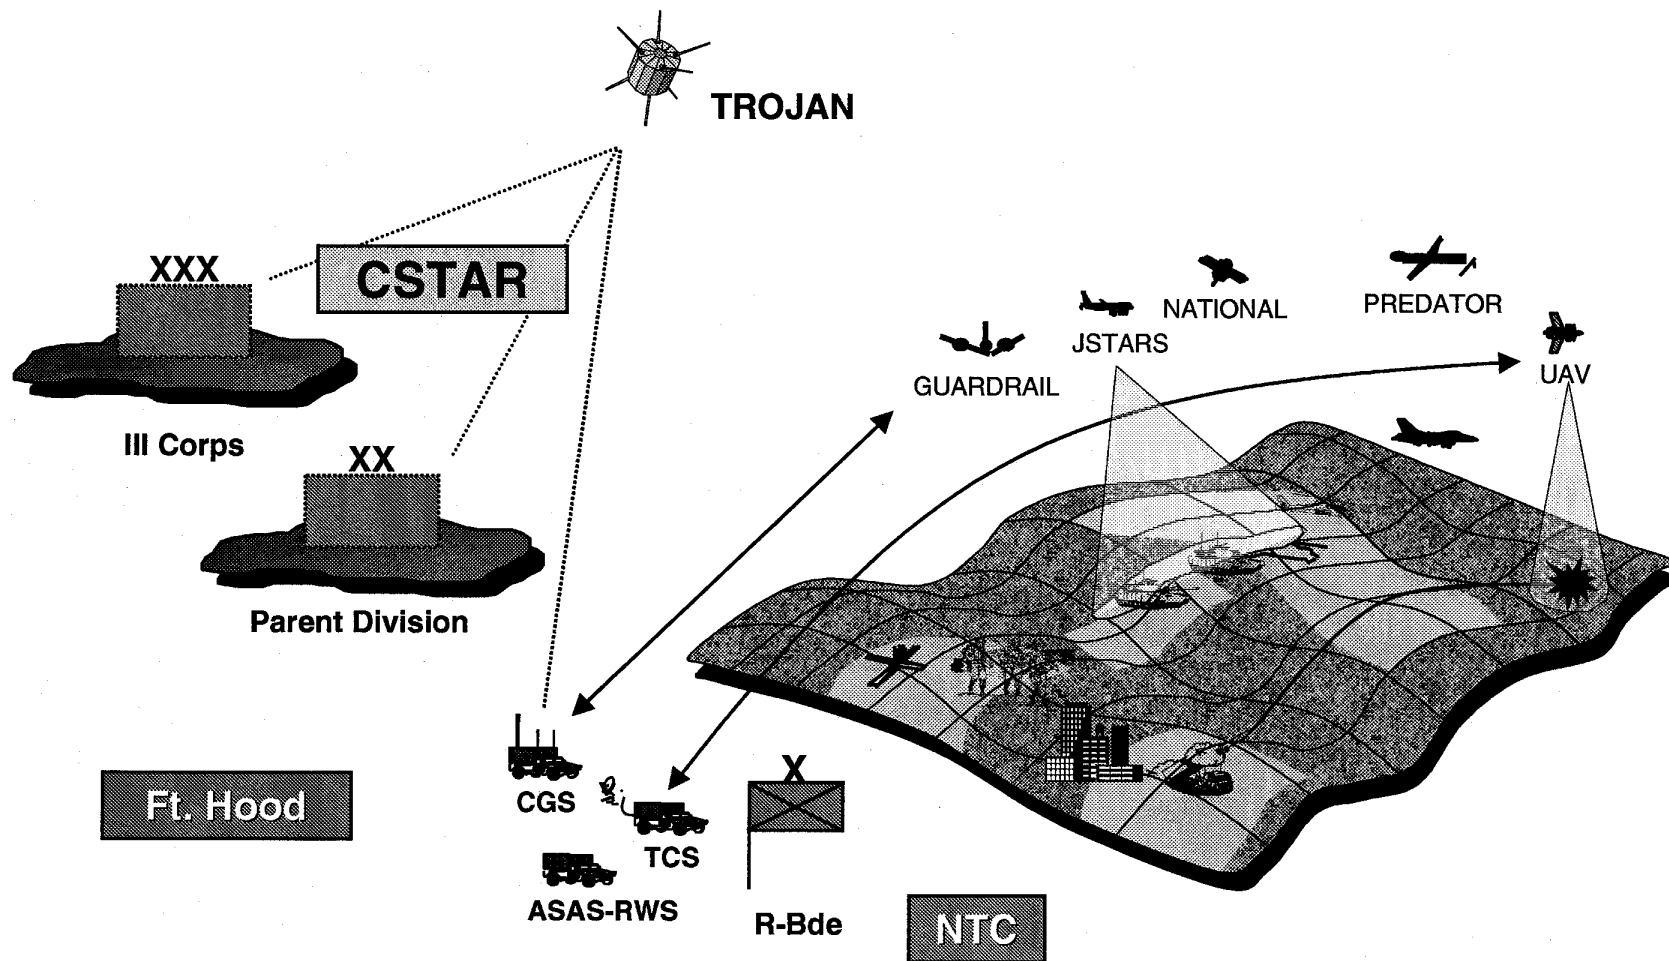 TROJAN
XXX
CSTAR
III Corps
XX
Parent Division
NATIONAL
PREDATOR
JSTARS
GUARDRAIL
UAV
CGS
X
Ft. Hood
TCS
ASAS-RWS
R-Bde
NTC